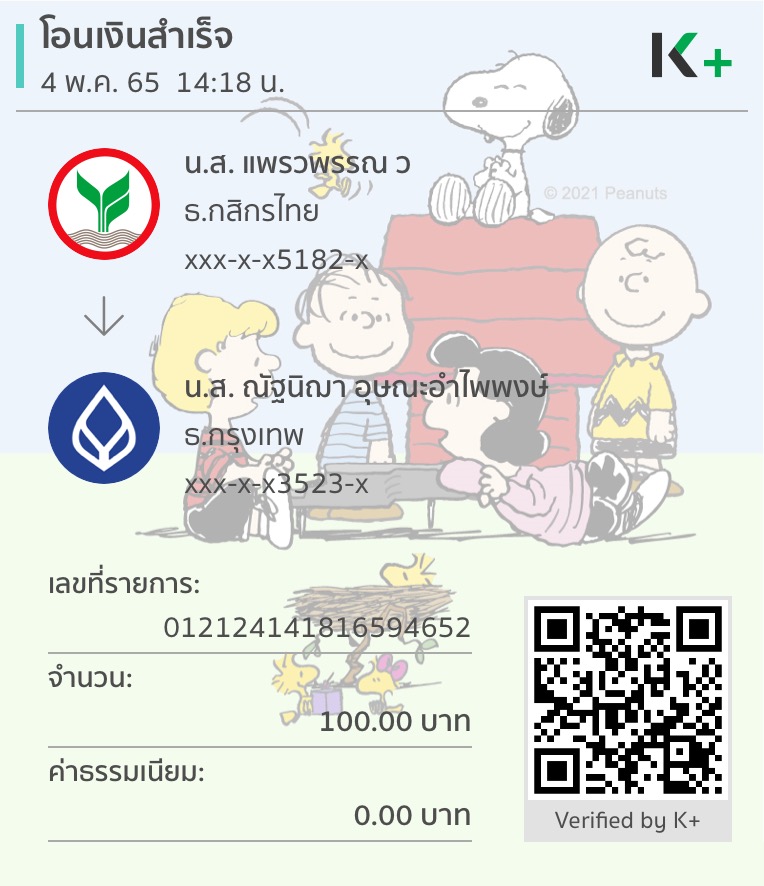 โอนเงินสำเร็จ
4 พ.ค. 65 14:18 น.
K+
น.ส. แพรวพรรณ ว
ธ.กสิกรไทย
xxx-x-x5182-x
© 2021 Peanuts
น.ส. ณัฐนิฌา อุษณะอำไพพงษ์
ธ.กรุงเทพ
xxx-x-x3523-x
เลขที่รายการ:
012124141816594652
จำนวน:
100.00 บาท
ค่าธรรมเนียม:
0.00 บาท
Verified by K+